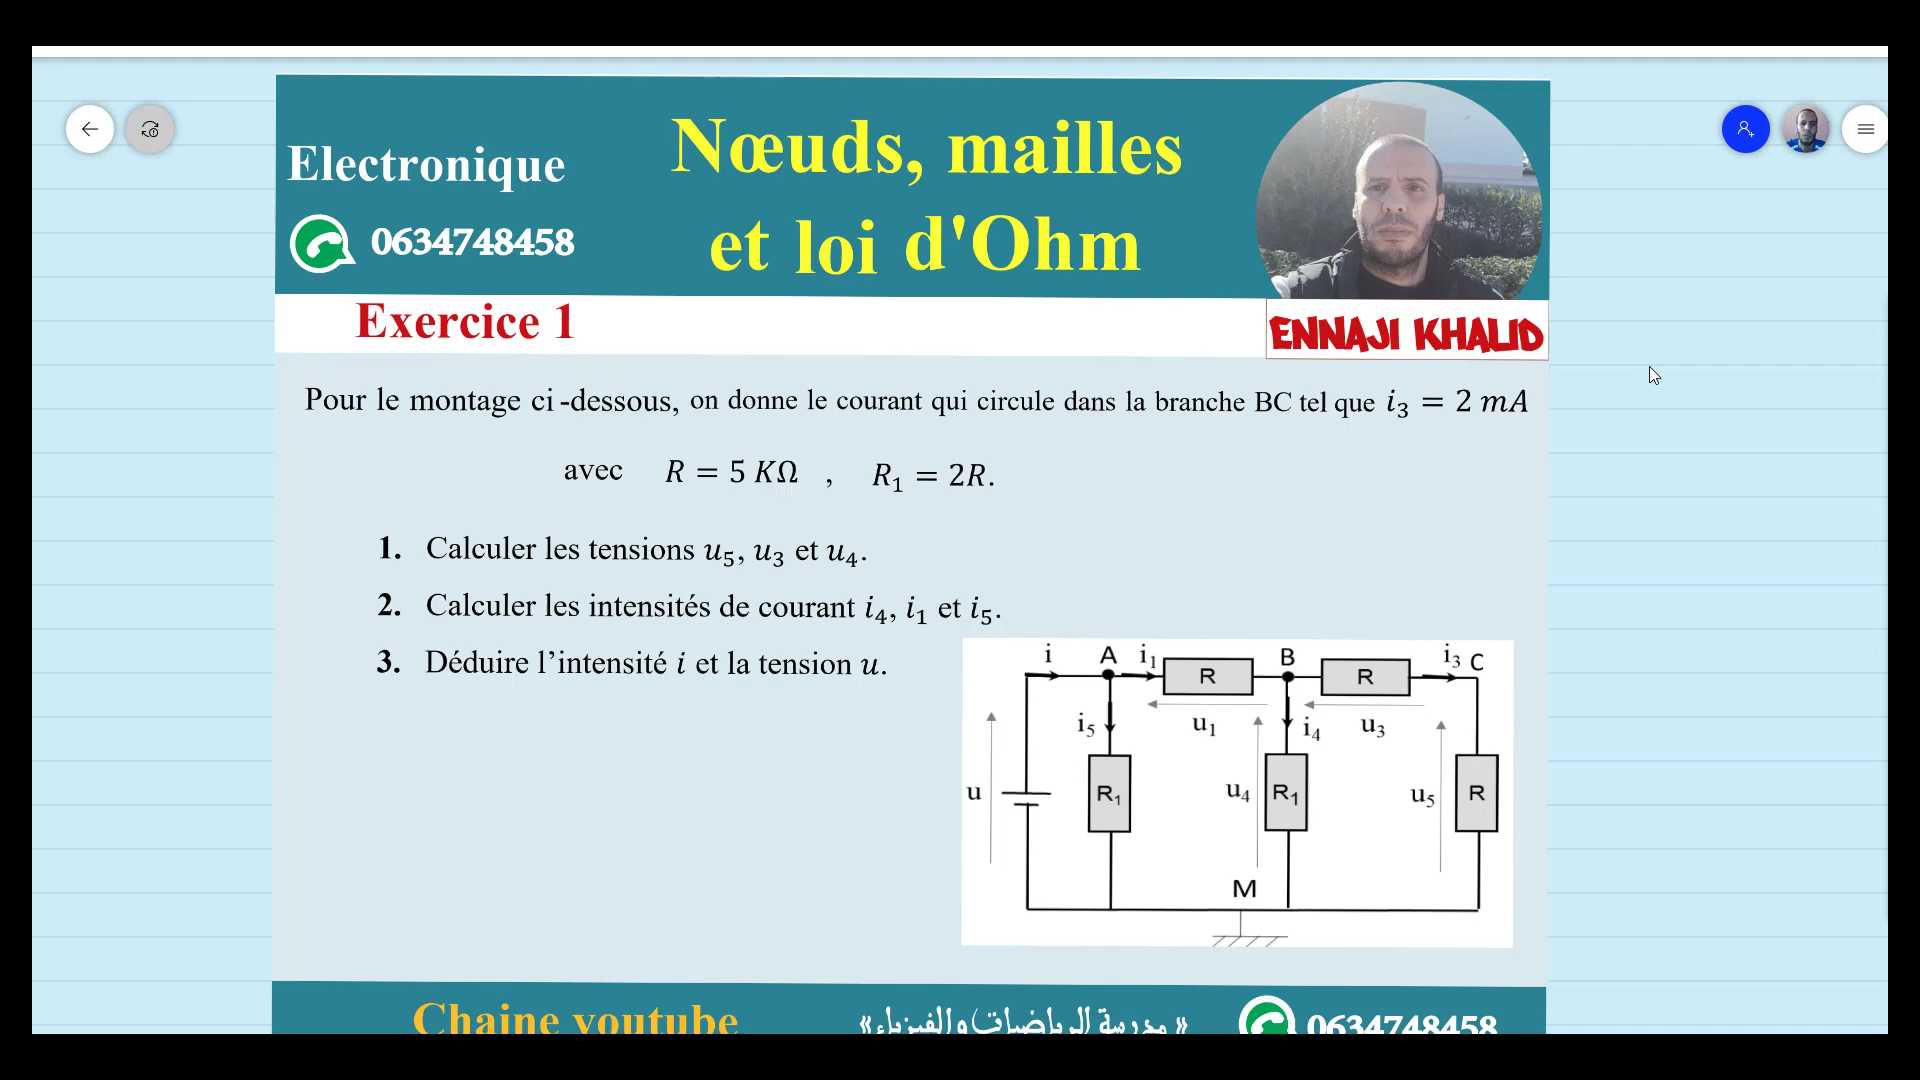 Electronique
0634748458
Nœuds, mailles
et loi d'Ohm
Exercice 1
ENNAJI KHALID
Pour le montage ci-dessous, on donne le courant qui circule dans la branche BC tel que i₃ = 2 mA
avec R = 5 KΩ , R₁ = 2R.
1. Calculer les tensions u₅, u₃ et u₄.
2. Calculer les intensités de courant i₄, i₁ et i₅.
3. Déduire l’intensité i et la tension u.
i A i₁ R B R i₃ C
u₁ u₃
i₅ i₄
u R₁ u₄ R₁ u₅ R
M
Chaine youtube
« مدرسة الرياضيات والفيزياء »
0634748458